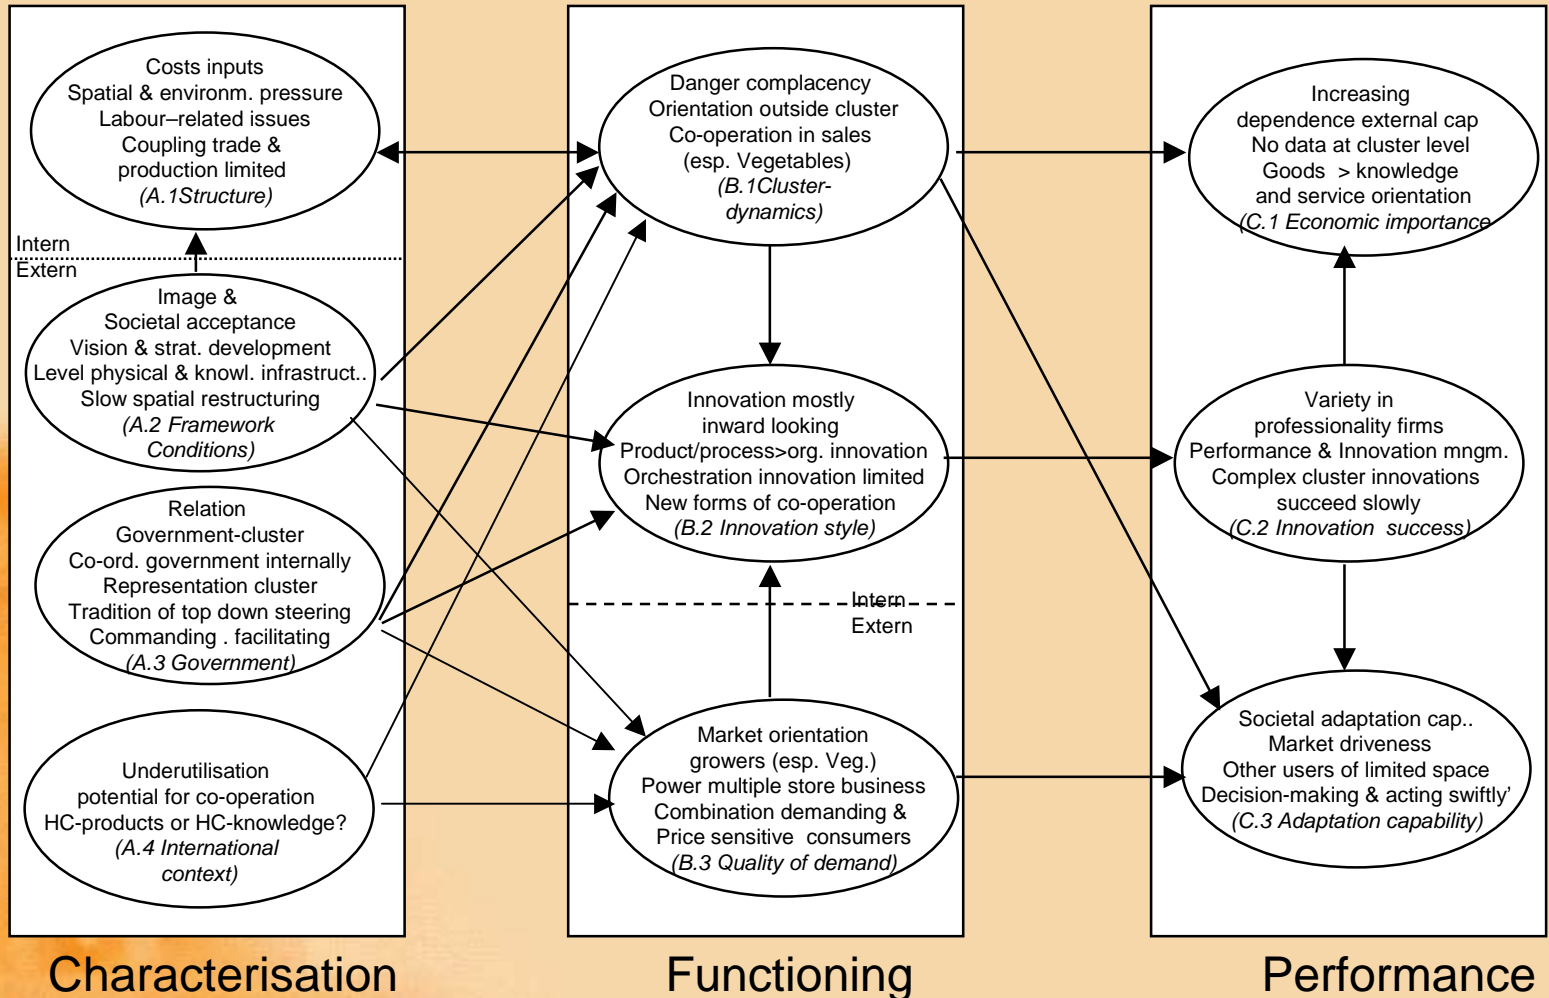 Costs inputs
Spatial & environm. pressure
Labour–related issues
Coupling trade &
production limited
(A.1Structure)
Intern
Extern
Image &
Societal acceptance
Vision & strat. development
Level physical & knowl. infrastruct..
Slow spatial restructuring
(A.2 Framework
Conditions)
Relation
Government-cluster
Co-ord. government internally
Representation cluster
Tradition of top down steering
Commanding . facilitating
(A.3 Government)
Underutilisation
potential for co-operation
HC-products or HC-knowledge?
(A.4 International
context)
Characterisation
Danger complacency
Orientation outside cluster
Co-operation in sales
(esp. Vegetables)
(B.1Cluster-
dynamics)
Innovation mostly
inward looking
Product/process>org. innovation
Orchestration innovation limited
New forms of co-operation
(B.2 Innovation style)
Intern
Extern
Market orientation
growers (esp. Veg.)
Power multiple store business
Combination demanding &
Price sensitive consumers
(B.3 Quality of demand)
Functioning
Increasing
dependence external cap
No data at cluster level
Goods > knowledge
and service orientation
(C.1 Economic importance
Variety in
professionality firms
Performance & Innovation mngm.
Complex cluster innovations
succeed slowly
(C.2 Innovation success)
Societal adaptation cap..
Market driveness
Other users of limited space
Decision-making & acting swiftly’
(C.3 Adaptation capability)
Performance